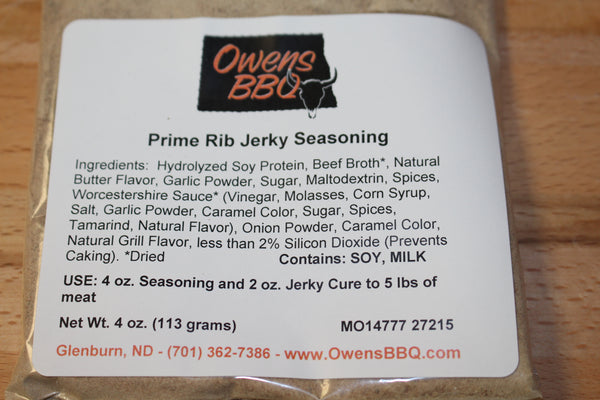 Owens
BBQ
Prime Rib Jerky Seasoning
Ingredients: Hydrolyzed Soy Protein, Beef Broth*, Natural
Butter Flavor, Garlic Powder, Sugar, Maltodextrin, Spices,
Worcestershire Sauce* (Vinegar, Molasses, Corn Syrup,
Salt, Garlic Powder, Caramel Color, Sugar, Spices,
Tamarind, Natural Flavor), Onion Powder, Caramel Color,
Natural Grill Flavor, less than 2% Silicon Dioxide (Prevents
Caking). *Dried Contains: SOY, MILK
USE: 4 oz. Seasoning and 2 oz. Jerky Cure to 5 lbs of
meat
Net Wt. 4 oz. (113 grams) MO14777 27215
Glenburn, ND - (701) 362-7386 - www.OwensBBQ.com